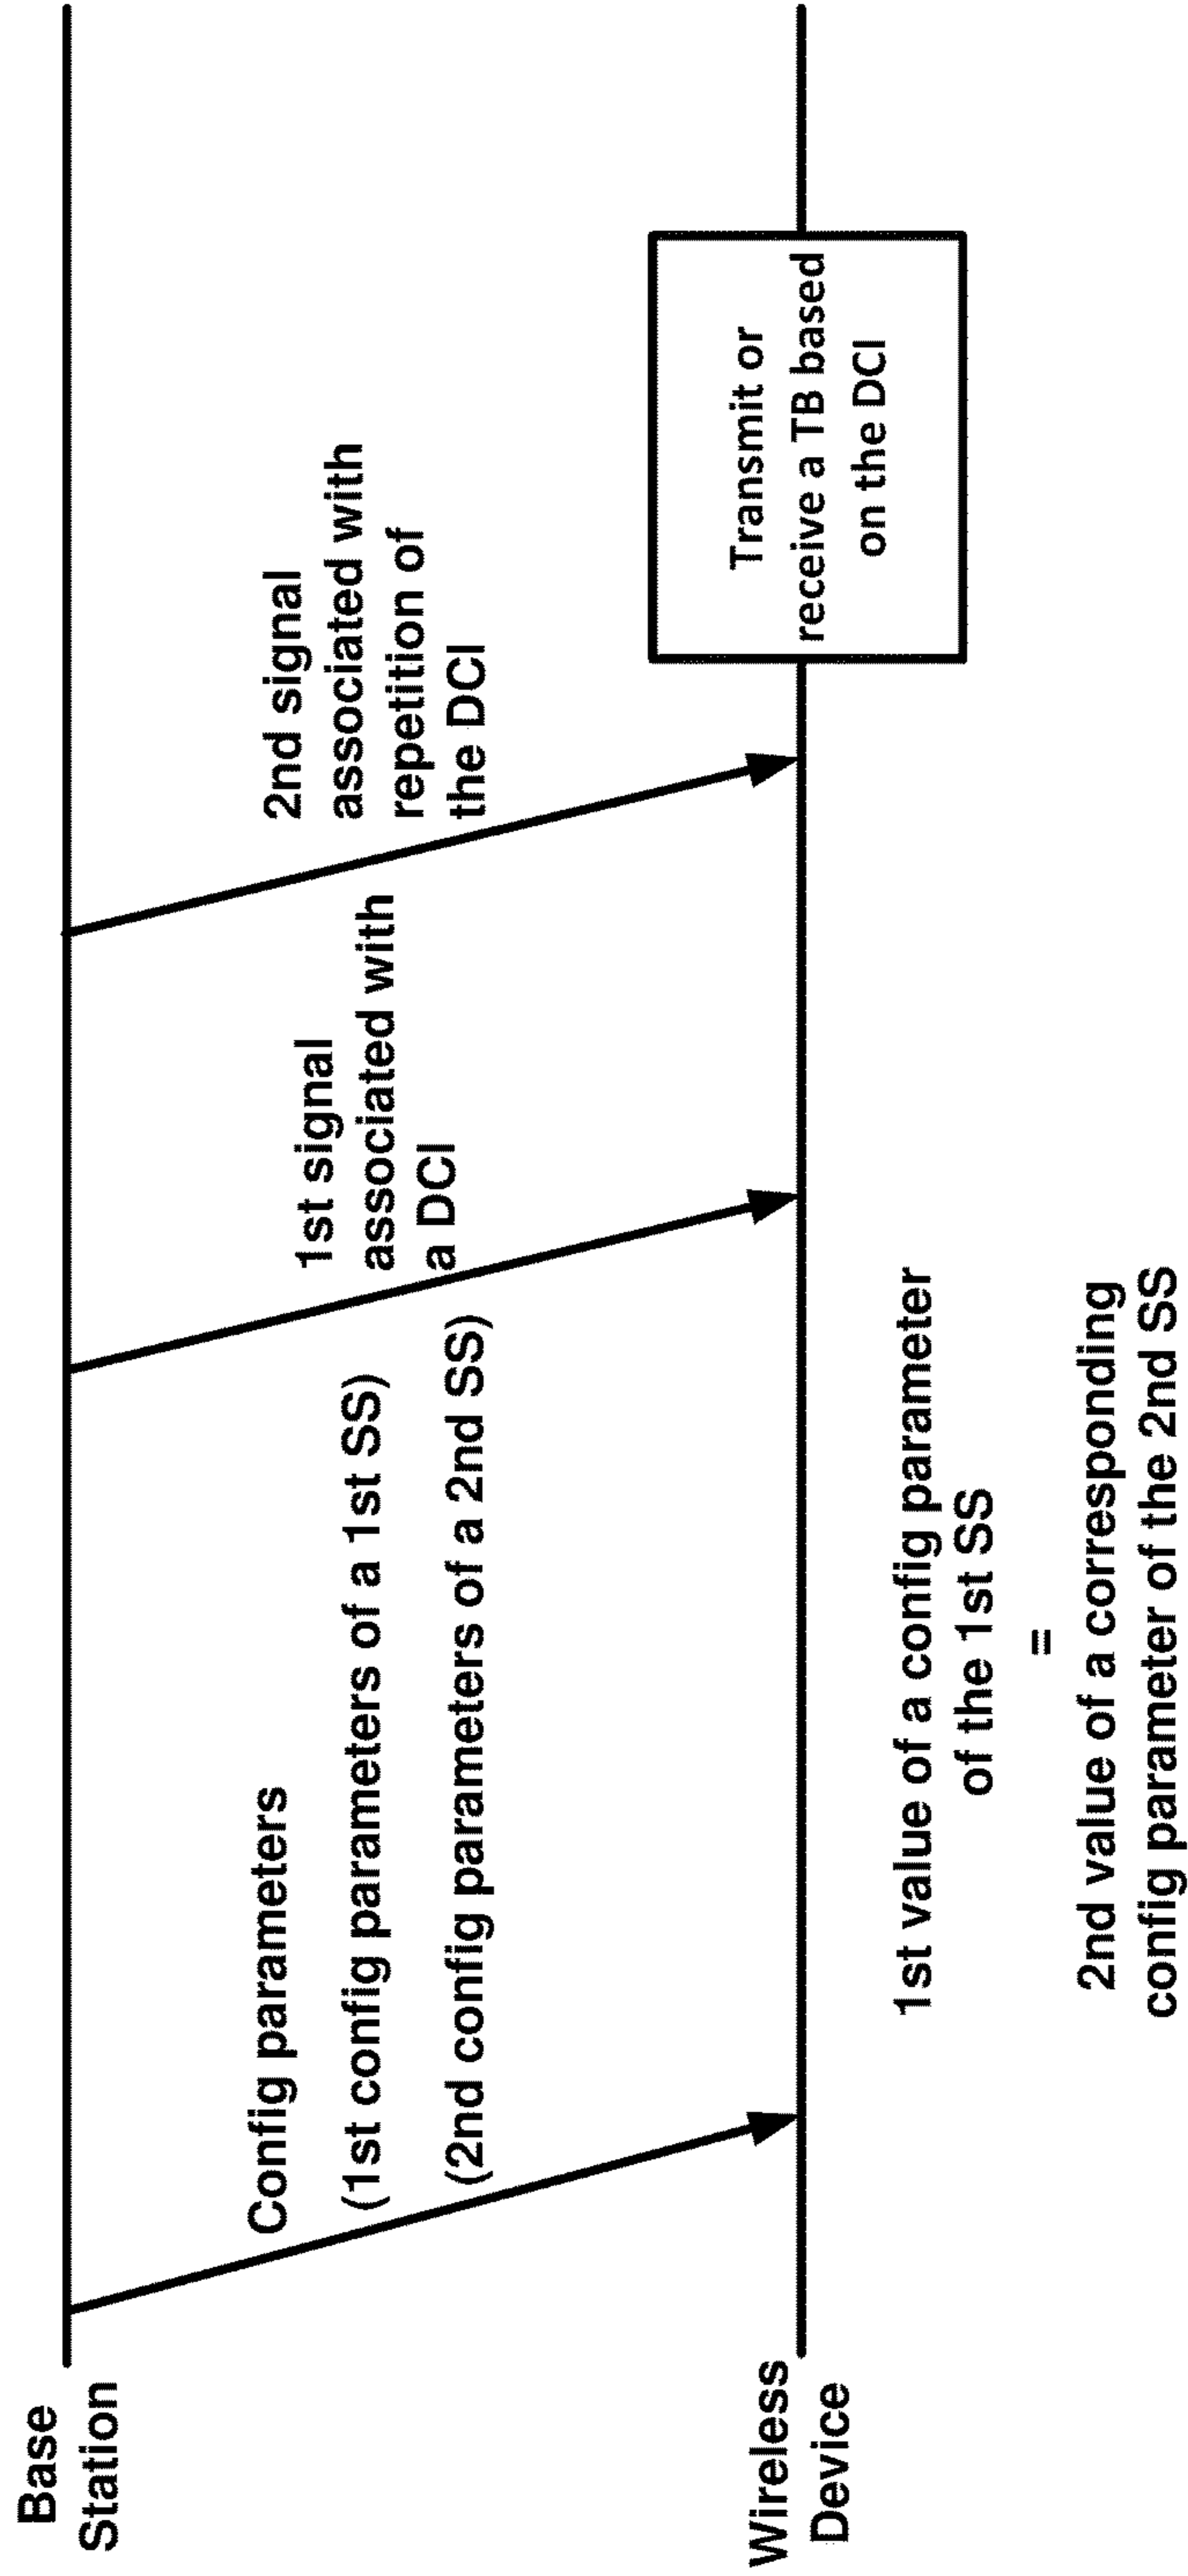 Base
Station
Config parameters
(1st config parameters of a 1st SS)
(2nd config parameters of a 2nd SS)
1st signal
associated with
a DCI
2nd signal
associated with
repetition of
the DCI
Wireless
Device
Transmit or
receive a TB based
on the DCI
1st value of a config parameter
of the 1st SS
=
2nd value of a corresponding
config parameter of the 2nd SS